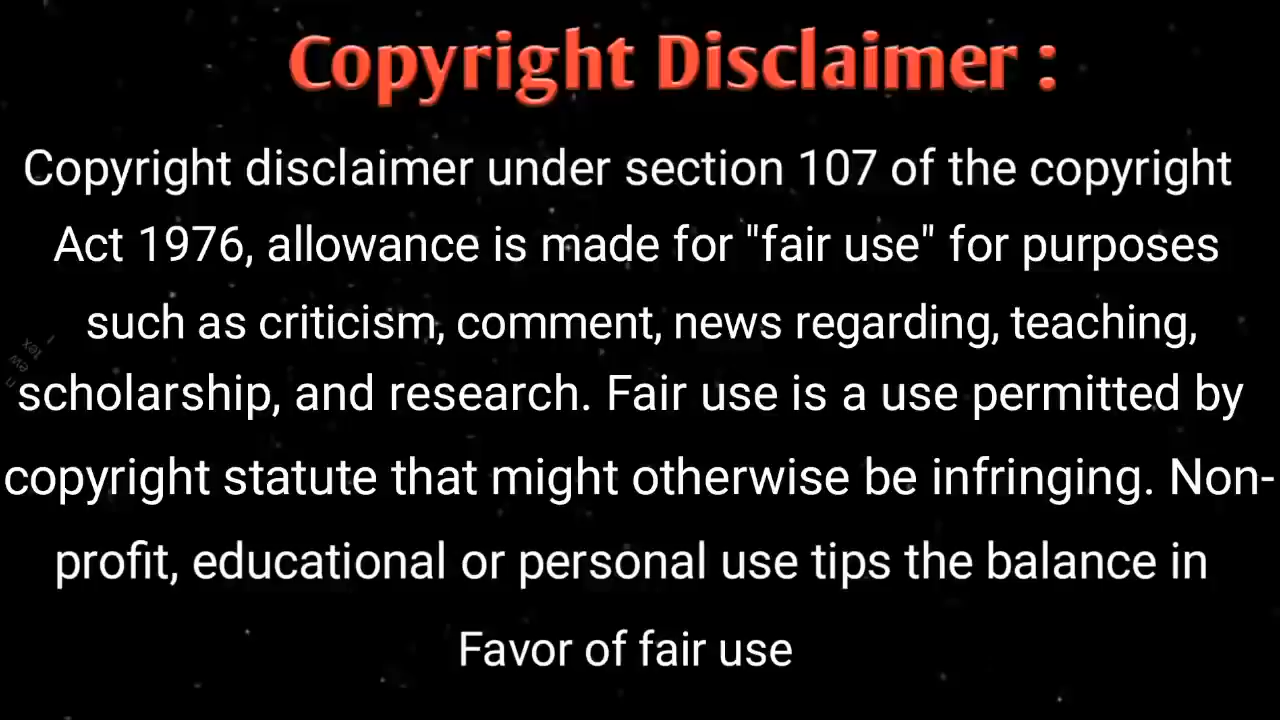 Copyright Disclaimer :
Copyright disclaimer under section 107 of the copyright
Act 1976, allowance is made for "fair use" for purposes
such as criticism, comment, news regarding, teaching,
scholarship, and research. Fair use is a use permitted by
copyright statute that might otherwise be infringing. Non-
profit, educational or personal use tips the balance in
Favor of fair use